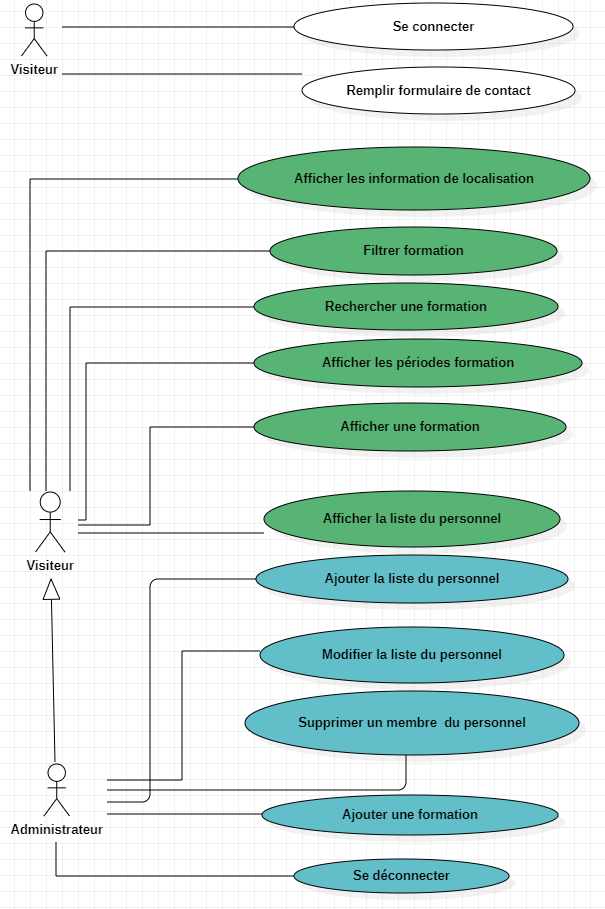 Se connecter
Visiteur
Remplir formulaire de contact
Afficher les information de localisation
Filtrer formation
Rechercher une formation
Afficher les périodes formation
Afficher une formation
Afficher la liste du personnel
Visiteur
Ajouter la liste du personnel
Modifier la liste du personnel
Supprimer un membre du personnel
Ajouter une formation
Administrateur
Se déconnecter